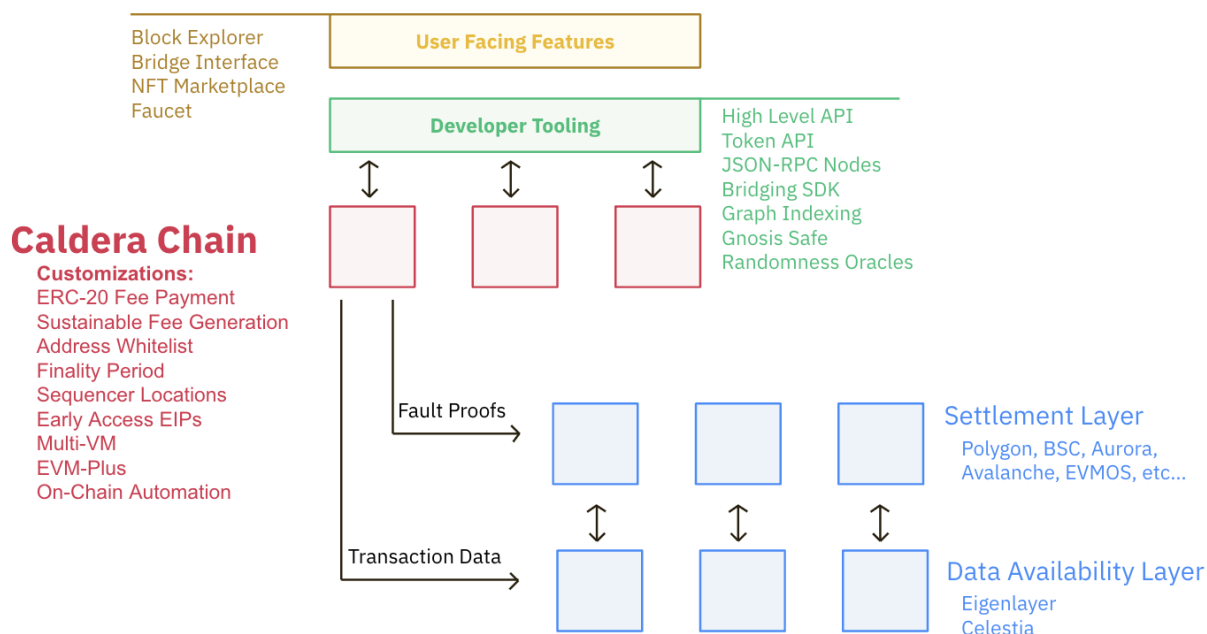 Block Explorer
Bridge Interface
NFT Marketplace
Faucet
User Facing Features
Developer Tooling
High Level API
Token API
JSON-RPC Nodes
Bridging SDK
Graph Indexing
Gnosis Safe
Randomness Oracles
Caldera Chain
Customizations:
ERC-20 Fee Payment
Sustainable Fee Generation
Address Whitelist
Finality Period
Sequencer Locations
Early Access EIPs
Multi-VM
EVM-Plus
On-Chain Automation
Fault Proofs
Settlement Layer
Polygon, BSC, Aurora,
Avalanche, EVMOS, etc...
Transaction Data
Data Availability Layer
Eigenlayer
Celestia